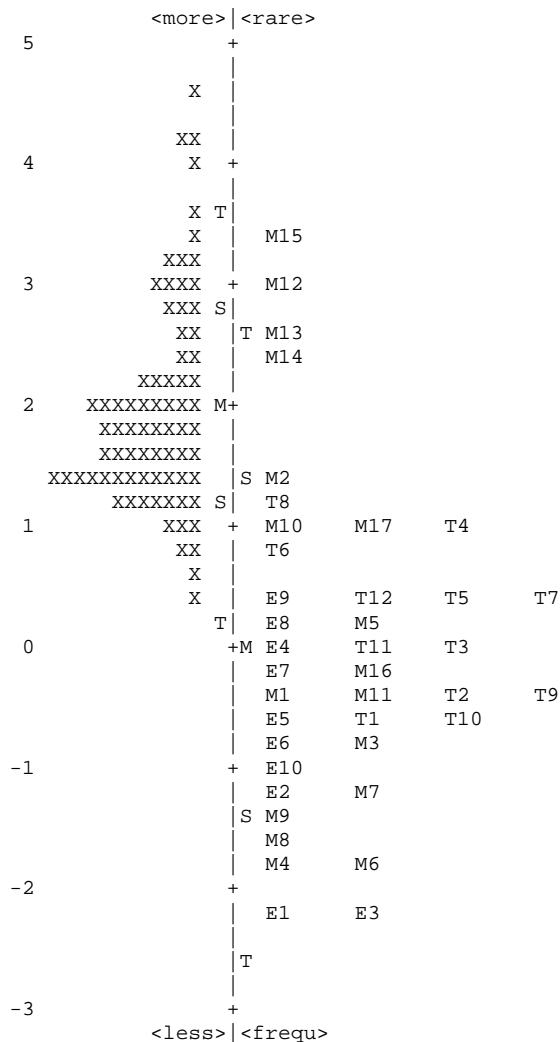 <more>|<rare>
5 +
|
X |
|
XX |
4 X +
|
X T|
X | M15
XXX |
3 XXXX + M12
XXX S|
XX |T M13
XX | M14
XXXXX |
2 XXXXXXXXX M+
XXXXXXXX |
XXXXXXXX |
XXXXXXXXXXXX |S M2
XXXXXXX S| T8
1 XXX + M10 M17 T4
XX | T6
X |
X | E9 T12 T5 T7
T| E8 M5
0 +M E4 T11 T3
| E7 M16
| M1 M11 T2 T9
| E5 T1 T10
| E6 M3
-1 + E10
| E2 M7
|S M9
| M8
| M4 M6
-2 +
| E1 E3
|
|T
|
-3 +
<less>|<frequ>